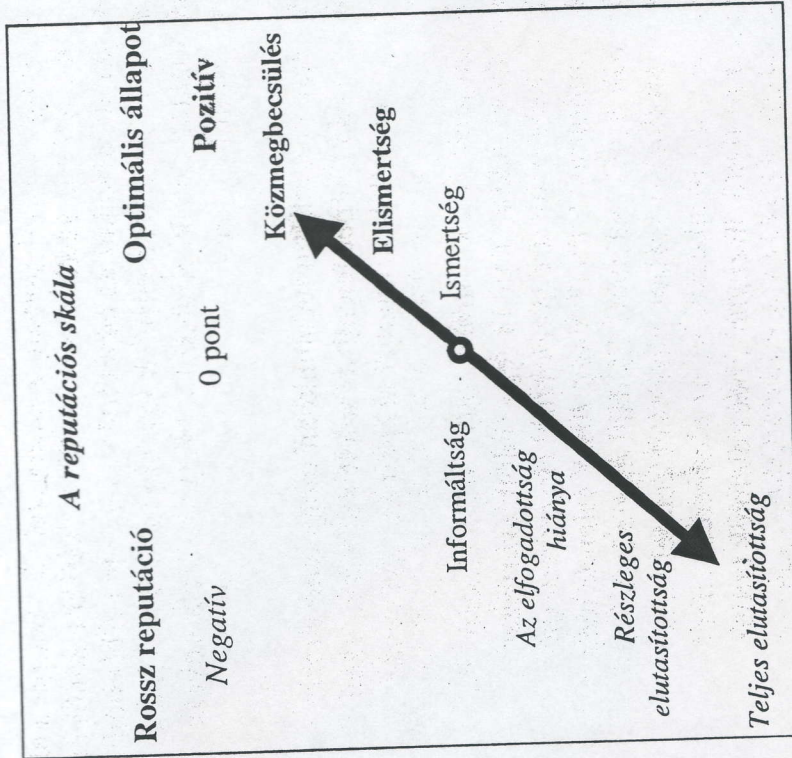 A reputációs skála
Rossz reputáció
Optimális állapot
Negatív
0 pont
Pozitív
Közmegbecsülés
Elismertség
Informáltság
Ismertség
Az elfogadottság
hiánya
Részleges
elutasítottság
Teljes elutasítottság